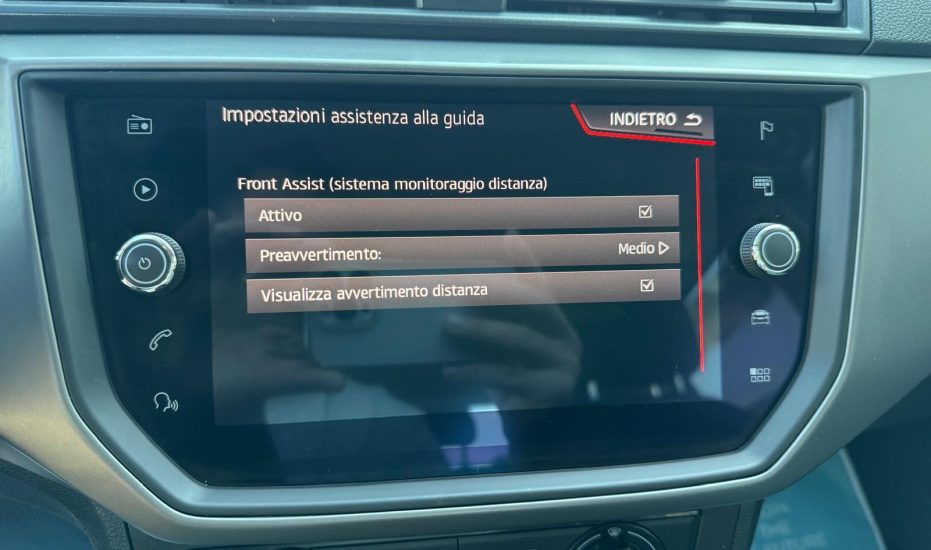 Impostazioni assistenza alla guida
INDIETRO
Front Assist (sistema monitoraggio distanza)
Attivo
Preavvertimento: Medio
Visualizza avvertimento distanza